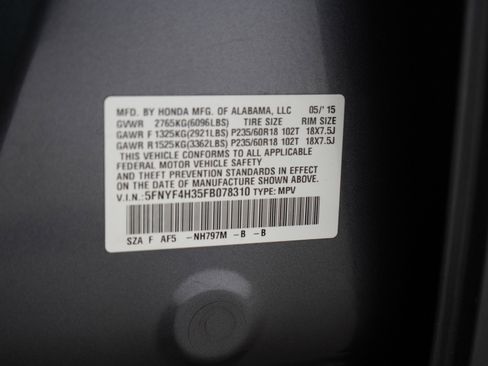 MFD. BY HONDA MFG. OF ALABAMA, LLC 05/'15
GVWR 2765KG(6096LBS) TIRE SIZE RIM SIZE
GAWR F 1325KG(2921LBS) P235/60R18 102T 18X7.5J
GAWR R1525KG(3362LBS) P235/60R18 102T 18X7.5J
THIS VEHICLE CONFORMS TO ALL APPLICABLE
FEDERAL MOTOR VEHICLE SAFETY
AND THEFT PREVENTION STANDARDS IN EFFECT
ON THE DATE OF MANUFACTURE SHOWN ABOVE.
V.I.N.: 5FNYF4H35FB078310 TYPE: MPV
SZA F AF5 -NH797M -B -B